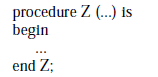 procedure Z (...) is
begin
...
end Z;